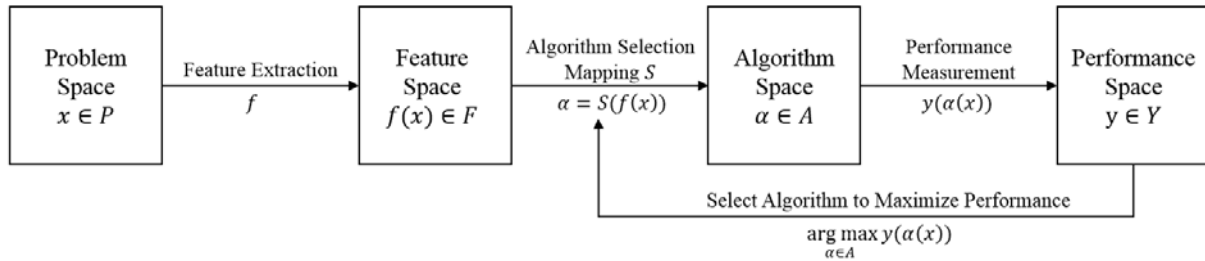 Problem
Space
x ∈ P
Feature Extraction
f
Feature
Space
f(x) ∈ F
Algorithm Selection
Mapping S
α = S(f(x))
Algorithm
Space
α ∈ A
Performance
Measurement
y(α(x))
Performance
Space
y ∈ Y
Select Algorithm to Maximize Performance
arg max y(α(x))
α∈A